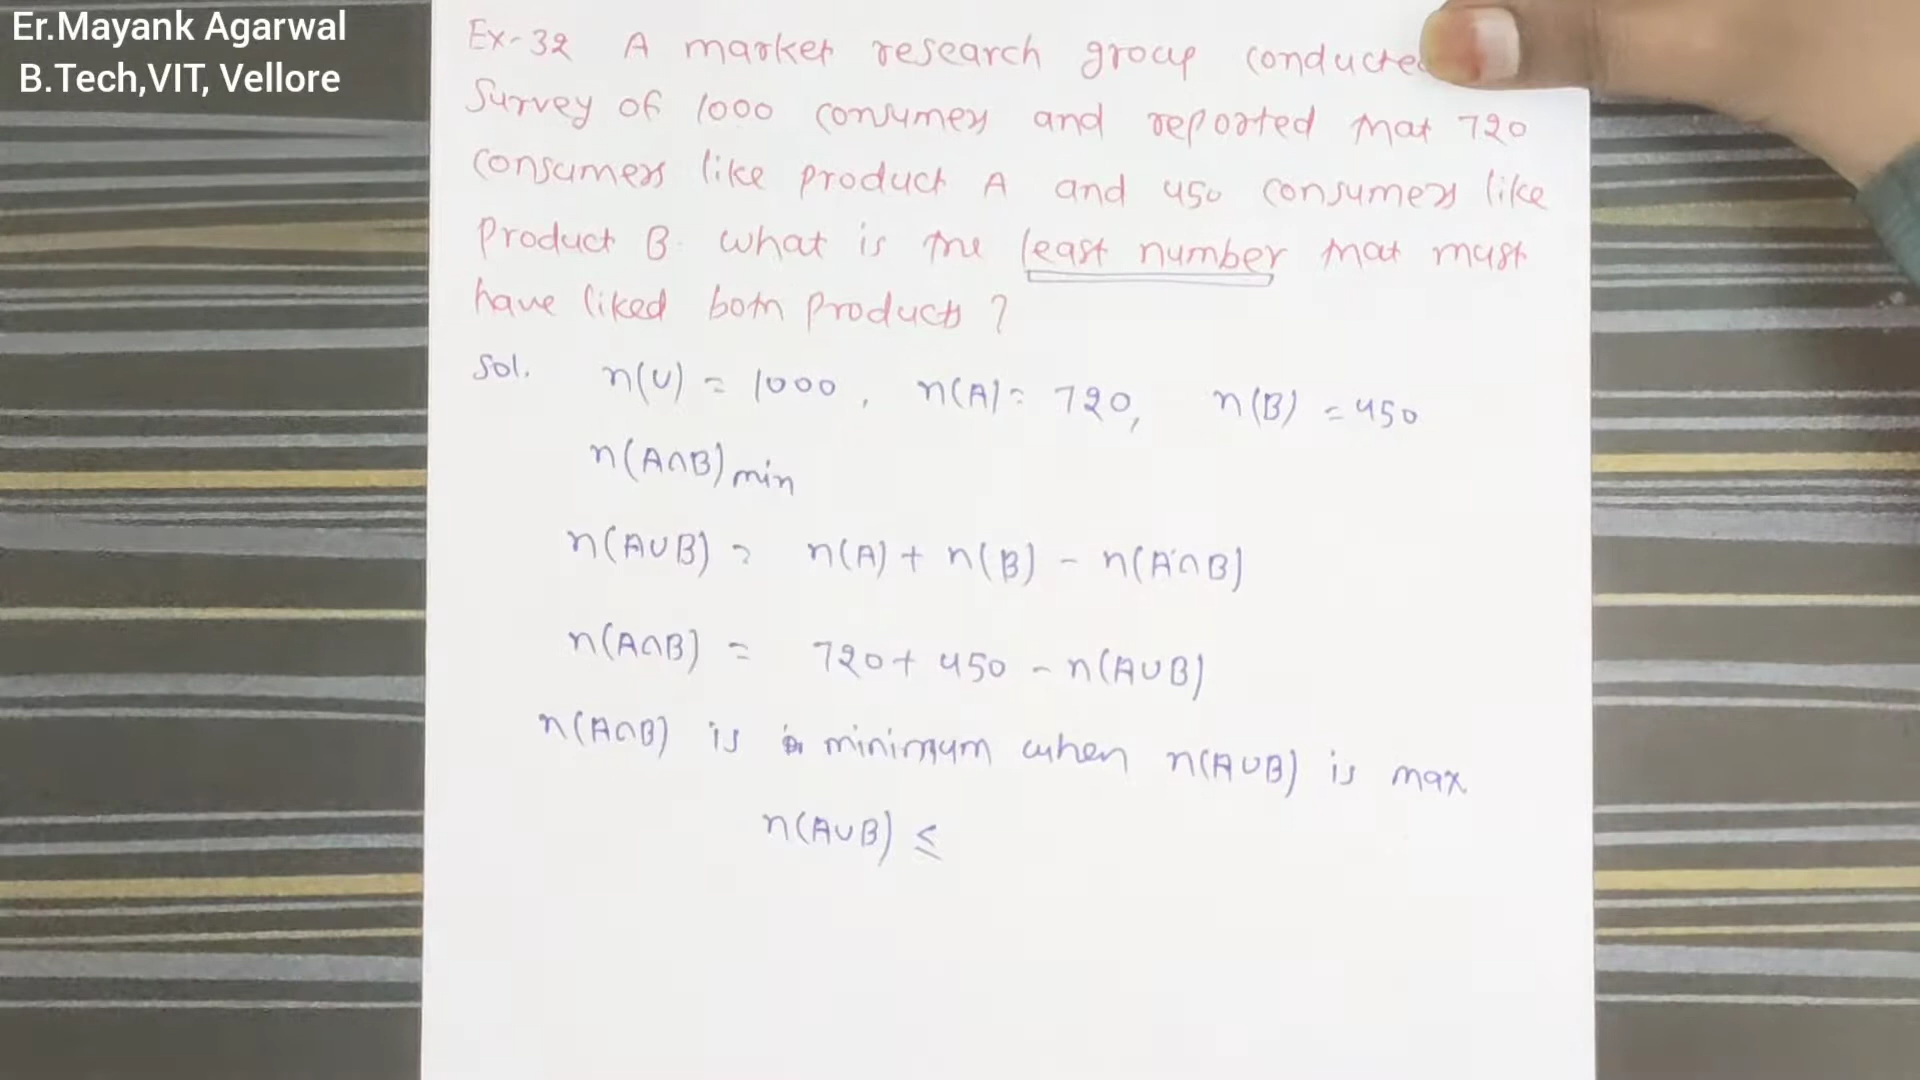 Er.Mayank Agarwal
B.Tech,VIT, Vellore
Ex-32 A market research group conducted
Survey of 1000 consumers and reported that 720
consumers like product A and 450 consumers like
Product B. What is the least number that must
have liked both products ?
Sol. n(U) = 1000, n(A) = 720, n(B) = 450
n(A∩B) min
n(A∪B) = n(A) + n(B) - n(A∩B)
n(A∩B) = 720 + 450 - n(A∪B)
n(A∩B) is minimum when n(A∪B) is max
n(A∪B) ≤